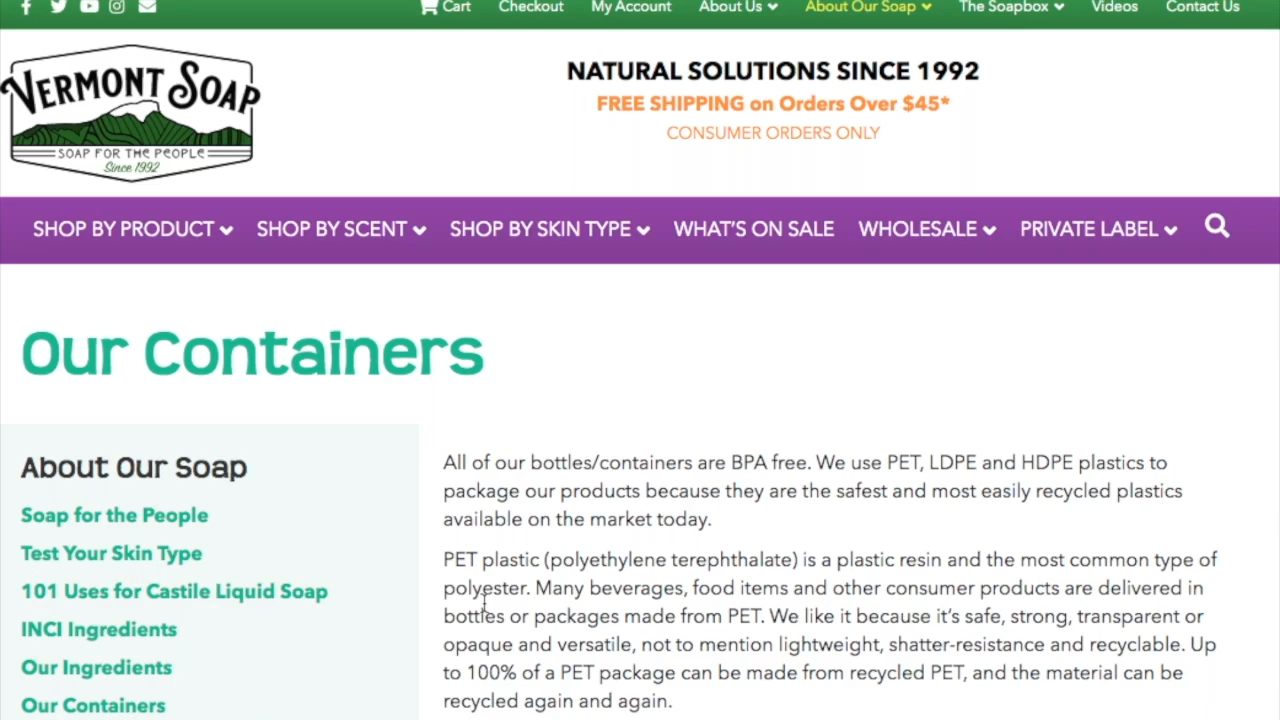 Cart Checkout My Account About Us About Our Soap The Soapbox Videos Contact Us
VERMONT SOAP
SOAP FOR THE PEOPLE
Since 1992
NATURAL SOLUTIONS SINCE 1992
FREE SHIPPING on Orders Over $45*
CONSUMER ORDERS ONLY
SHOP BY PRODUCT SHOP BY SCENT SHOP BY SKIN TYPE WHAT'S ON SALE WHOLESALE PRIVATE LABEL
Our Containers
About Our Soap
Soap for the People
Test Your Skin Type
101 Uses for Castile Liquid Soap
INCI Ingredients
Our Ingredients
Our Containers
All of our bottles/containers are BPA free. We use PET, LDPE and HDPE plastics to
package our products because they are the safest and most easily recycled plastics
available on the market today.
PET plastic (polyethylene terephthalate) is a plastic resin and the most common type of
polyester. Many beverages, food items and other consumer products are delivered in
bottles or packages made from PET. We like it because it's safe, strong, transparent or
opaque and versatile, not to mention lightweight, shatter-resistance and recyclable. Up
to 100% of a PET package can be made from recycled PET, and the material can be
recycled again and again.